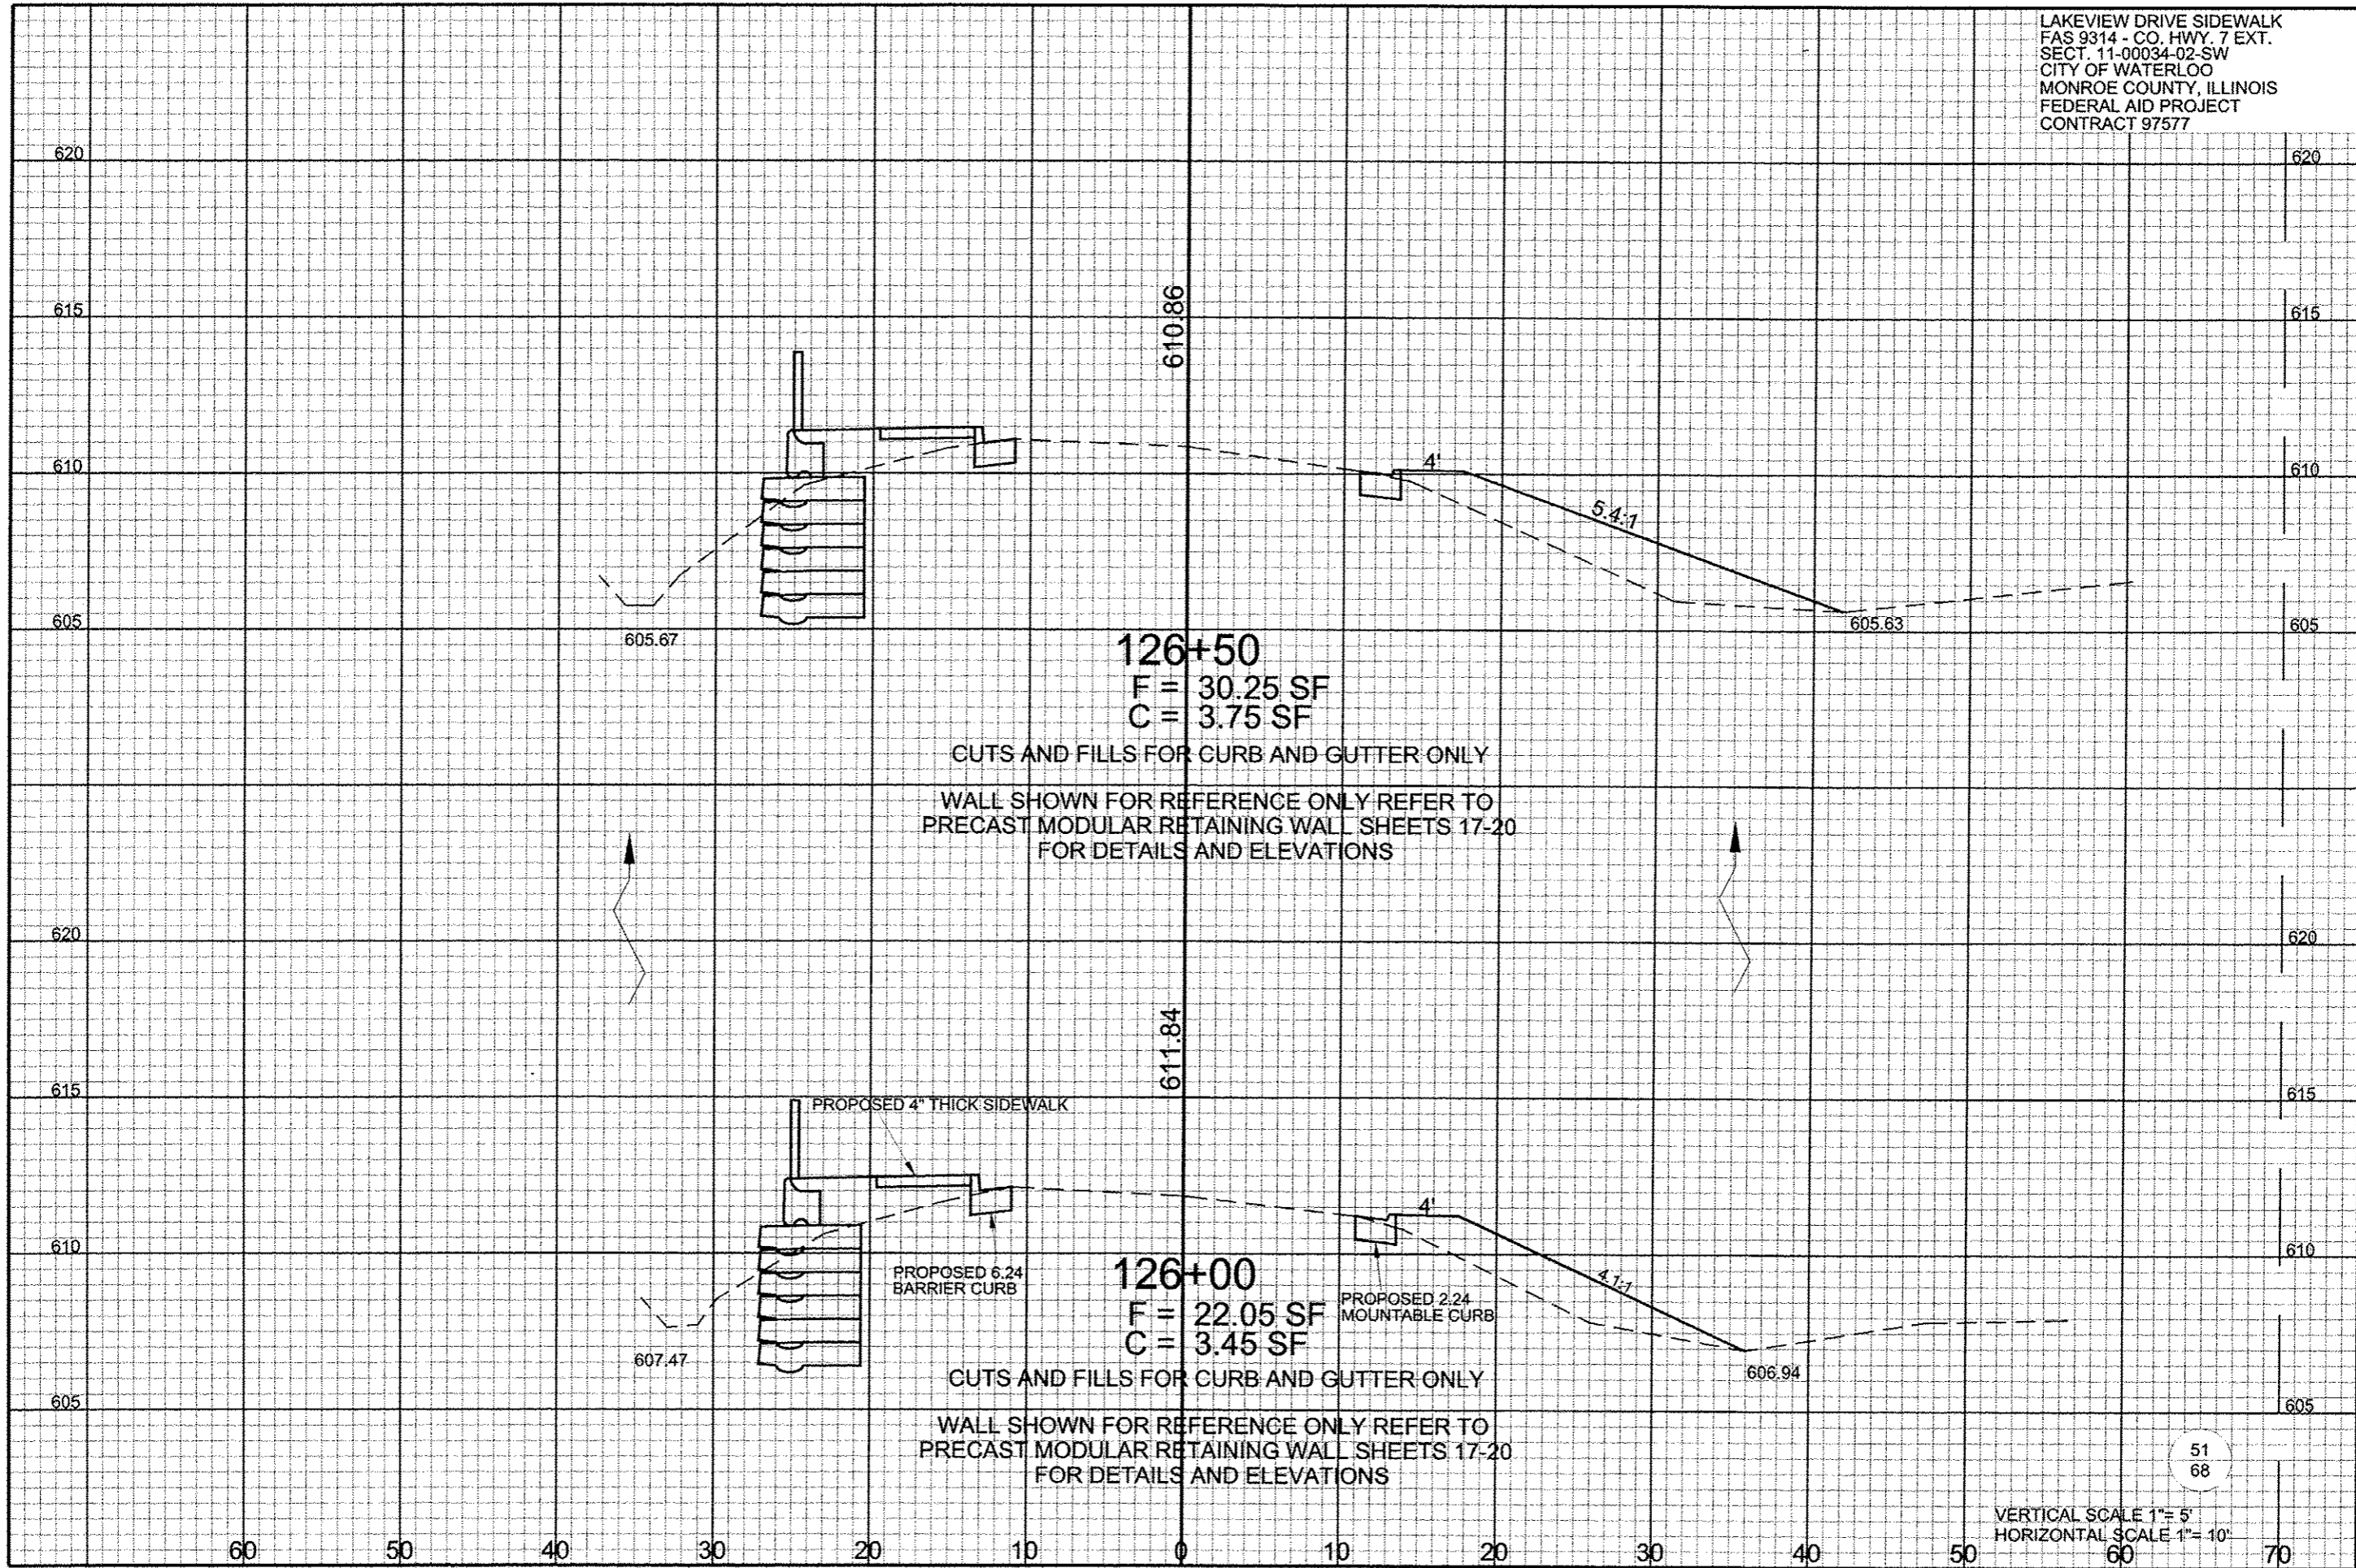 LAKEVIEW DRIVE SIDEWALK
FAS 9314 - CO. HWY. 7 EXT.
SECT. 11-00034-02-SW
CITY OF WATERLOO
MONROE COUNTY, ILLINOIS
FEDERAL AID PROJECT
CONTRACT 97577
620
620
615
610.86
615
610
4'
610
5.4:1
605
605.67
605.63
605
126+50
F = 30.25 SF
C = 3.75 SF
CUTS AND FILLS FOR CURB AND GUTTER ONLY
WALL SHOWN FOR REFERENCE ONLY REFER TO
PRECAST MODULAR RETAINING WALL SHEETS 17-20
FOR DETAILS AND ELEVATIONS
620
620
611.84
615
615
PROPOSED 4" THICK SIDEWALK
4'
610
610
PROPOSED 6.24
BARRIER CURB
4.1:1
PROPOSED 2.24
MOUNTABLE CURB
126+00
F = 22.05 SF
C = 3.45 SF
607.47
606.94
CUTS AND FILLS FOR CURB AND GUTTER ONLY
605
605
WALL SHOWN FOR REFERENCE ONLY REFER TO
PRECAST MODULAR RETAINING WALL SHEETS 17-20
FOR DETAILS AND ELEVATIONS
51
68
VERTICAL SCALE 1"= 5'
HORIZONTAL SCALE 1"= 10'
60 50 40 30 20 10 0 10 20 30 40 50 60 70